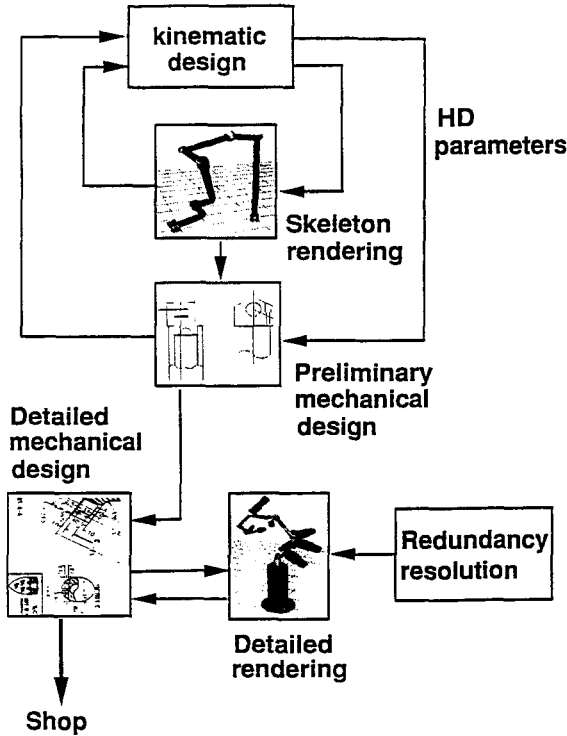 kinematic
design
HD
parameters
Skeleton
rendering
Preliminary
mechanical
design
Detailed
mechanical
design
Redundancy
resolution
Detailed
rendering
Shop